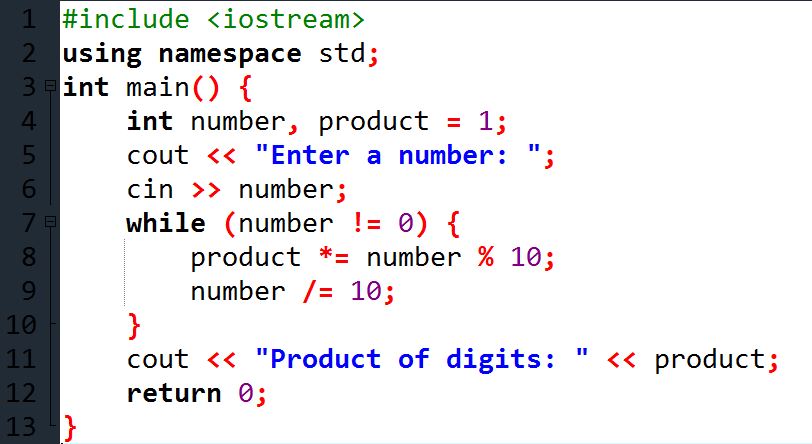 1 #include <iostream>
2 using namespace std;
3 int main() {
4     int number, product = 1;
5     cout << "Enter a number: ";
6     cin >> number;
7     while (number != 0) {
8         product *= number % 10;
9         number /= 10;
10     }
11     cout << "Product of digits: " << product;
12     return 0;
13 }